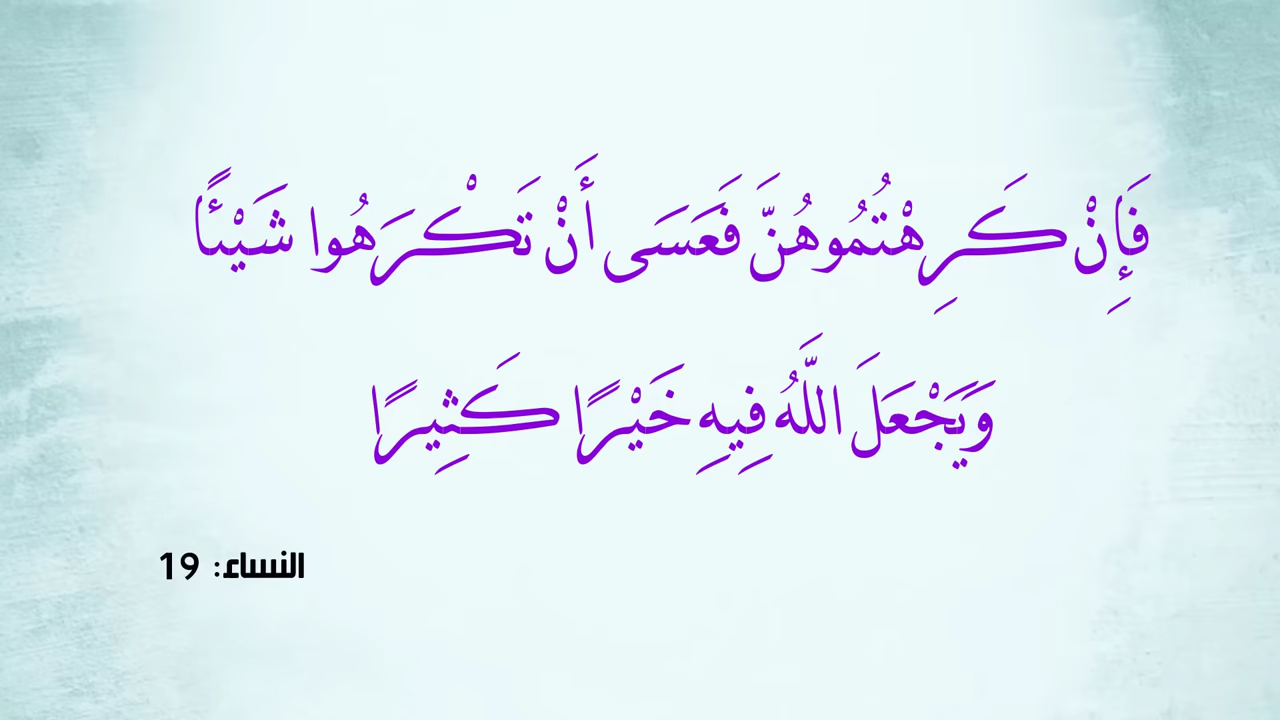 فَإِنْ كَرِهْتُمُوهُنَّ فَعَسَى أَنْ تَكْرَهُوا شَيْئًا
وَيَجْعَلَ اللَّهُ فِيهِ خَيْرًا كَثِيرًا
النساء: 19